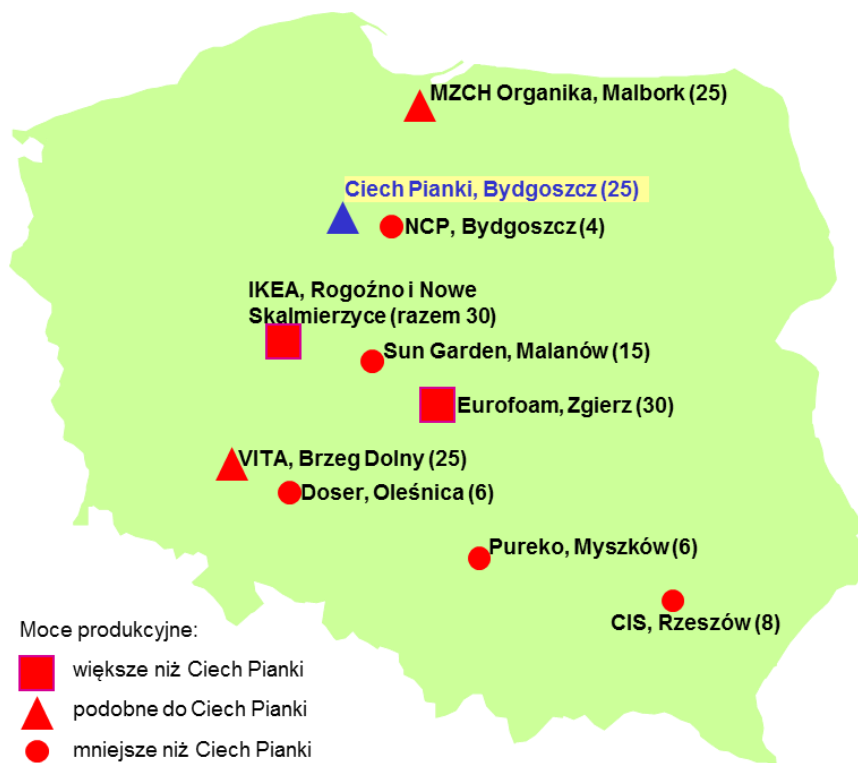 MZCH Organika, Malbork (25)
Ciech Pianki, Bydgoszcz (25)
NCP, Bydgoszcz (4)
IKEA, Rogoźno i Nowe
Skalmierzyce (razem 30)
Sun Garden, Malanów (15)
Eurofoam, Zgierz (30)
VITA, Brzeg Dolny (25)
Doser, Oleśnica (6)
Pureko, Myszków (6)
CIS, Rzeszów (8)
Moce produkcyjne:
większe niż Ciech Pianki
podobne do Ciech Pianki
mniejsze niż Ciech Pianki